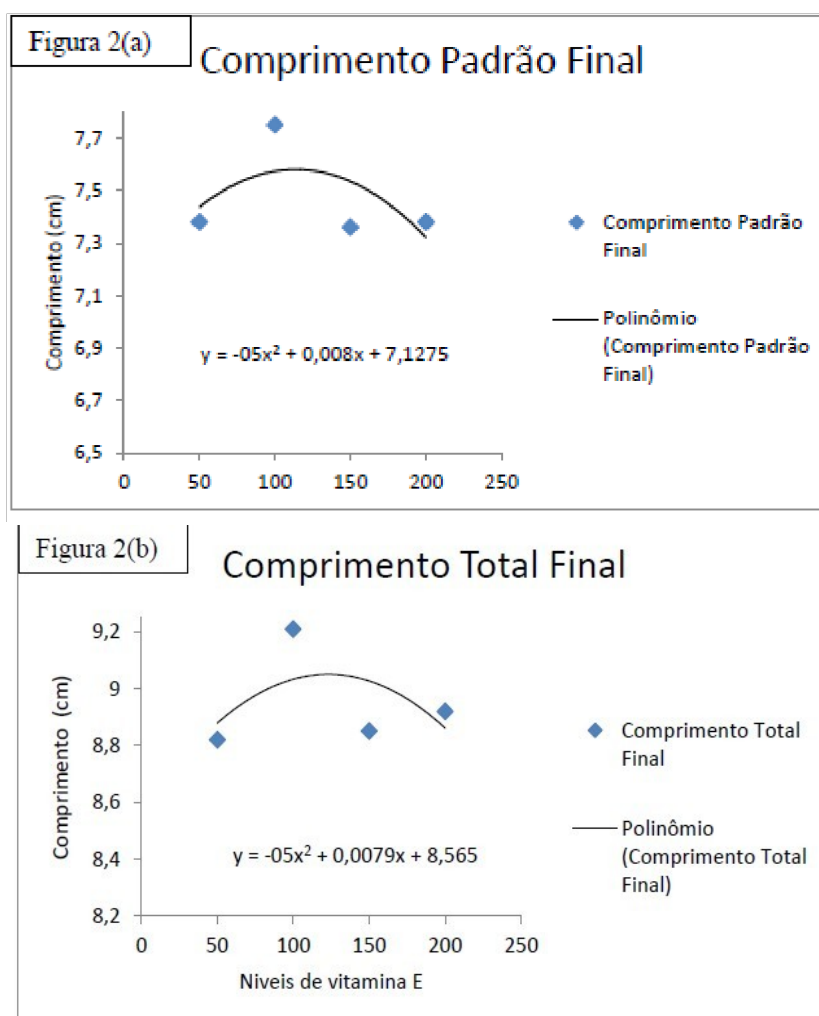 Figura 2(a)
Comprimento Padrão Final
Comprimento (cm)
7,7
7,5
7,3
7,1
6,9
6,7
6,5
0 50 100 150 200 250
y = -05x² + 0,008x + 7,1275
Comprimento Padrão
Final
Polinômio
(Comprimento Padrão
Final)
Figura 2(b)
Comprimento Total Final
Comprimento (cm)
9,2
9
8,8
8,6
8,4
8,2
0 50 100 150 200 250
Niveis de vitamina E
y = -05x² + 0,0079x + 8,565
Comprimento Total
Final
Polinômio
(Comprimento Total
Final)